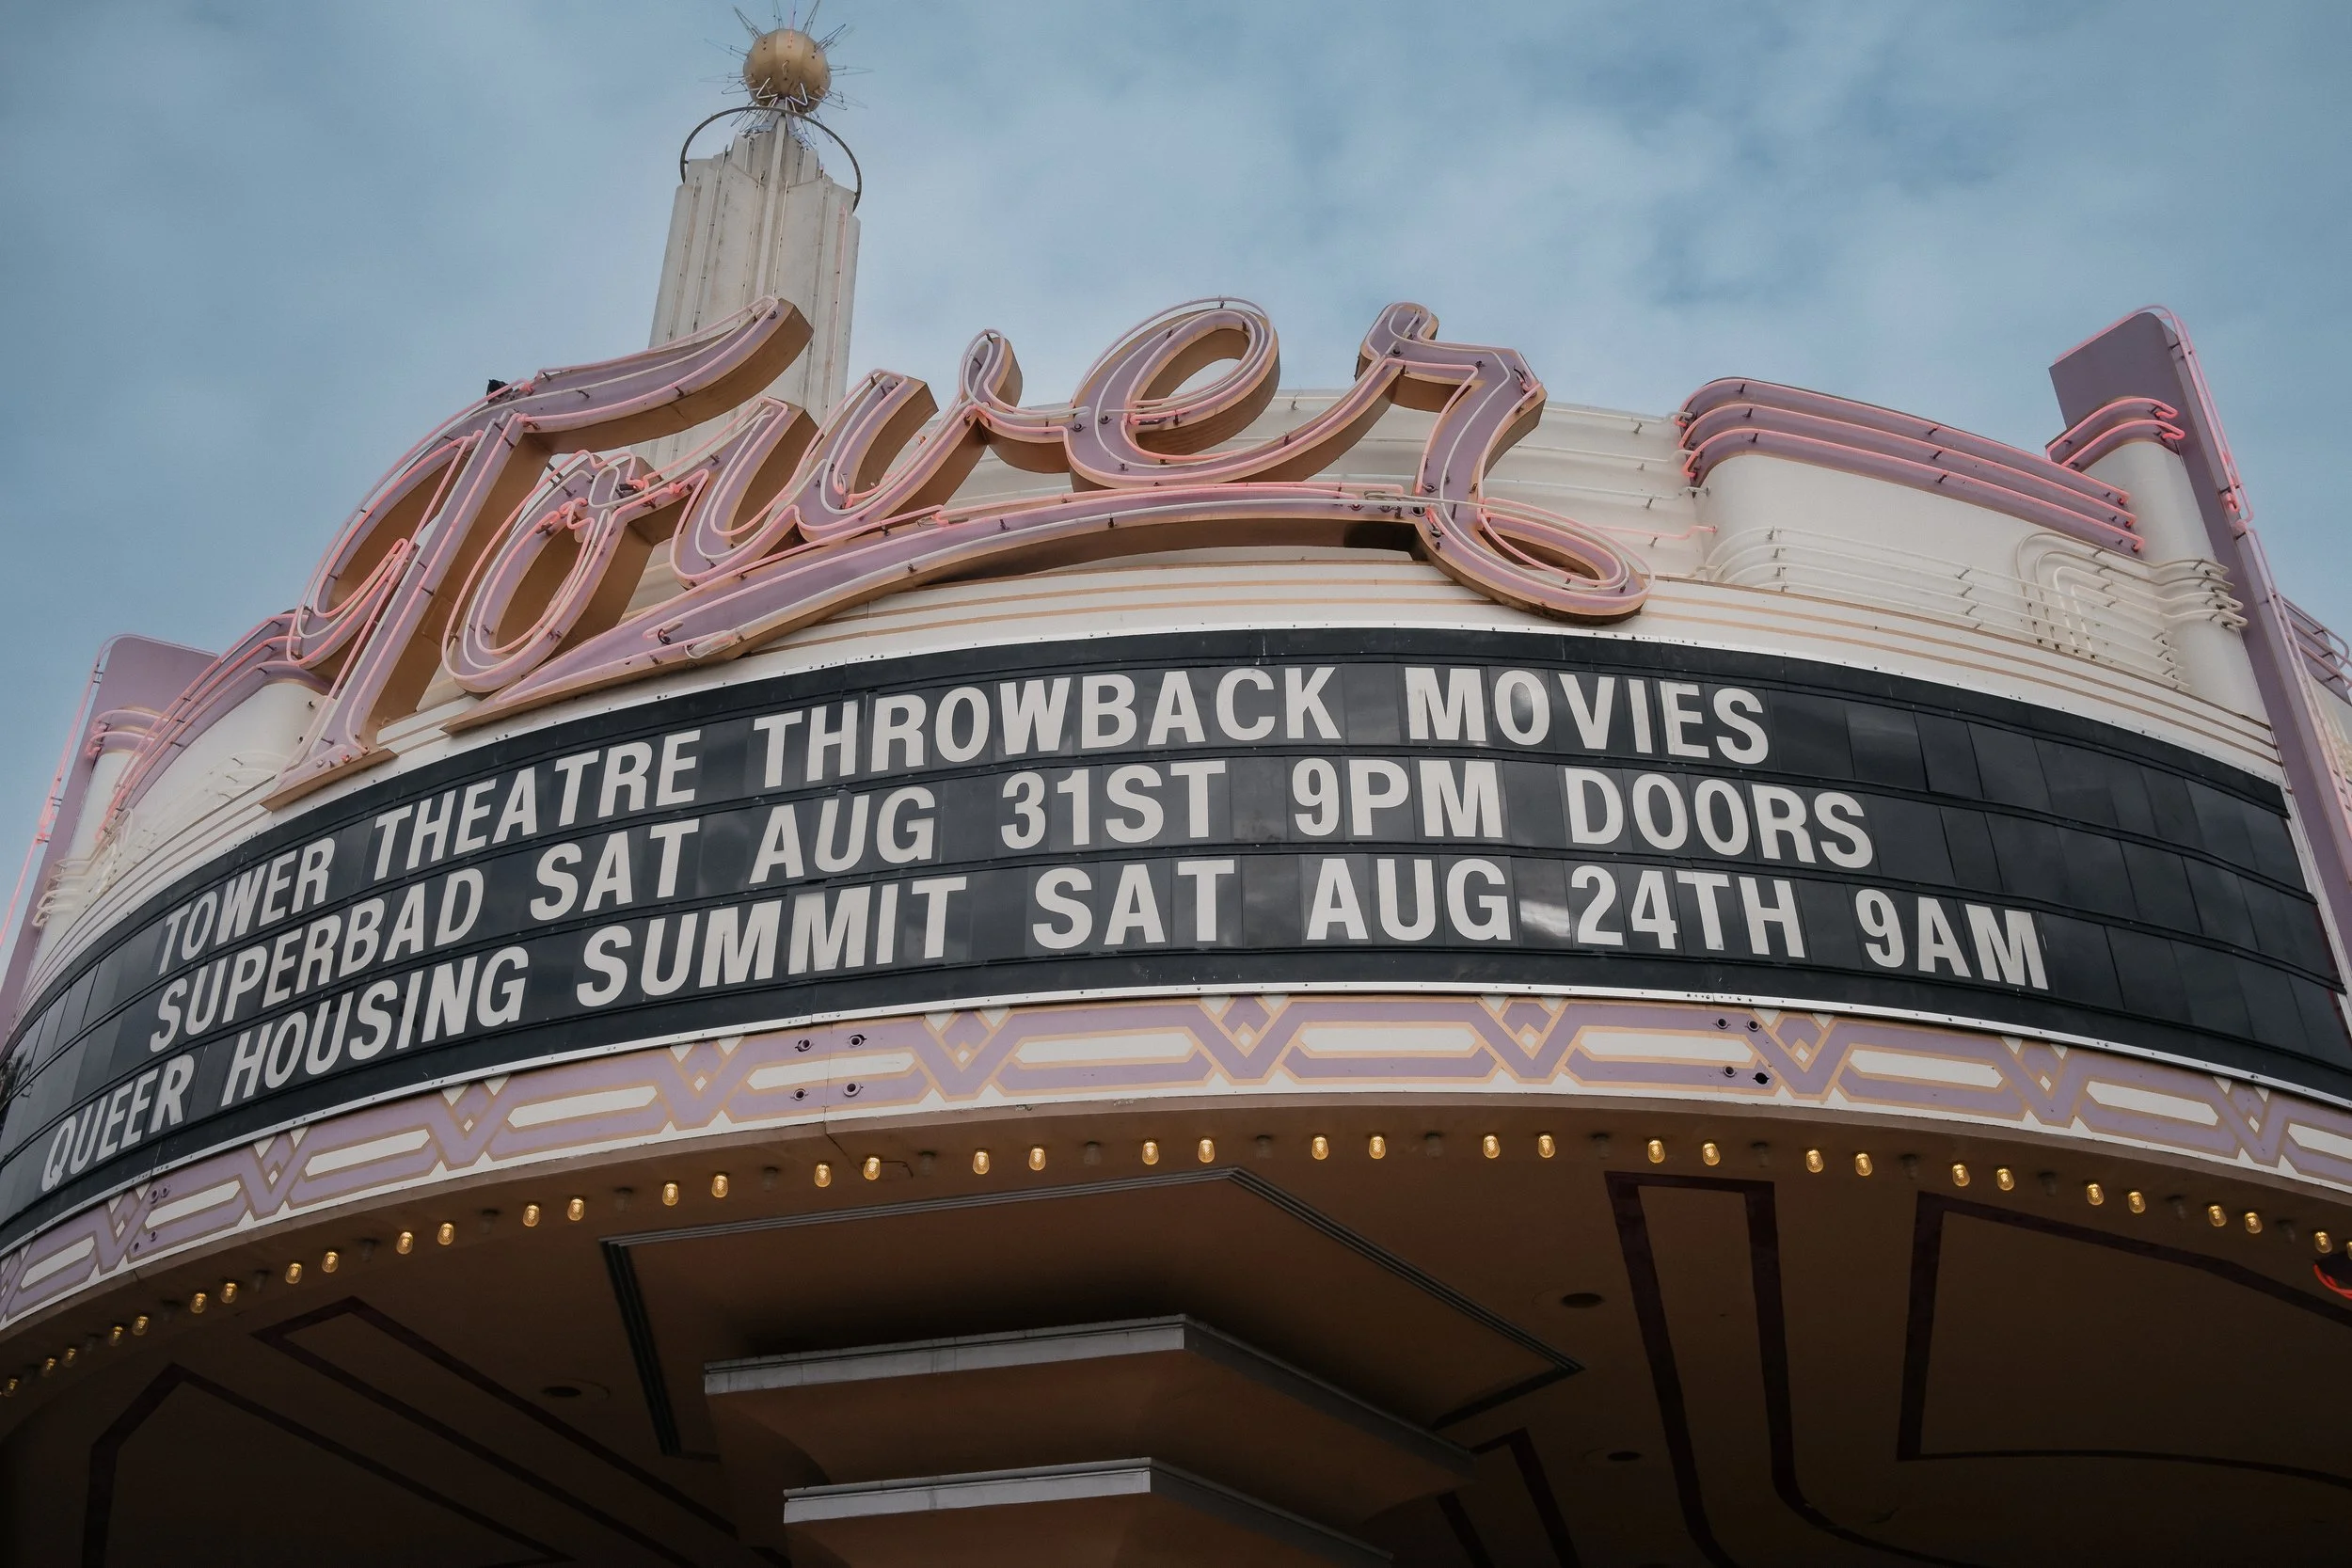 Tower
TOWER THEATRE THROWBACK MOVIES
SUPERBAD SAT AUG 31ST 9PM DOORS
QUEER HOUSING SUMMIT SAT AUG 24TH 9AM